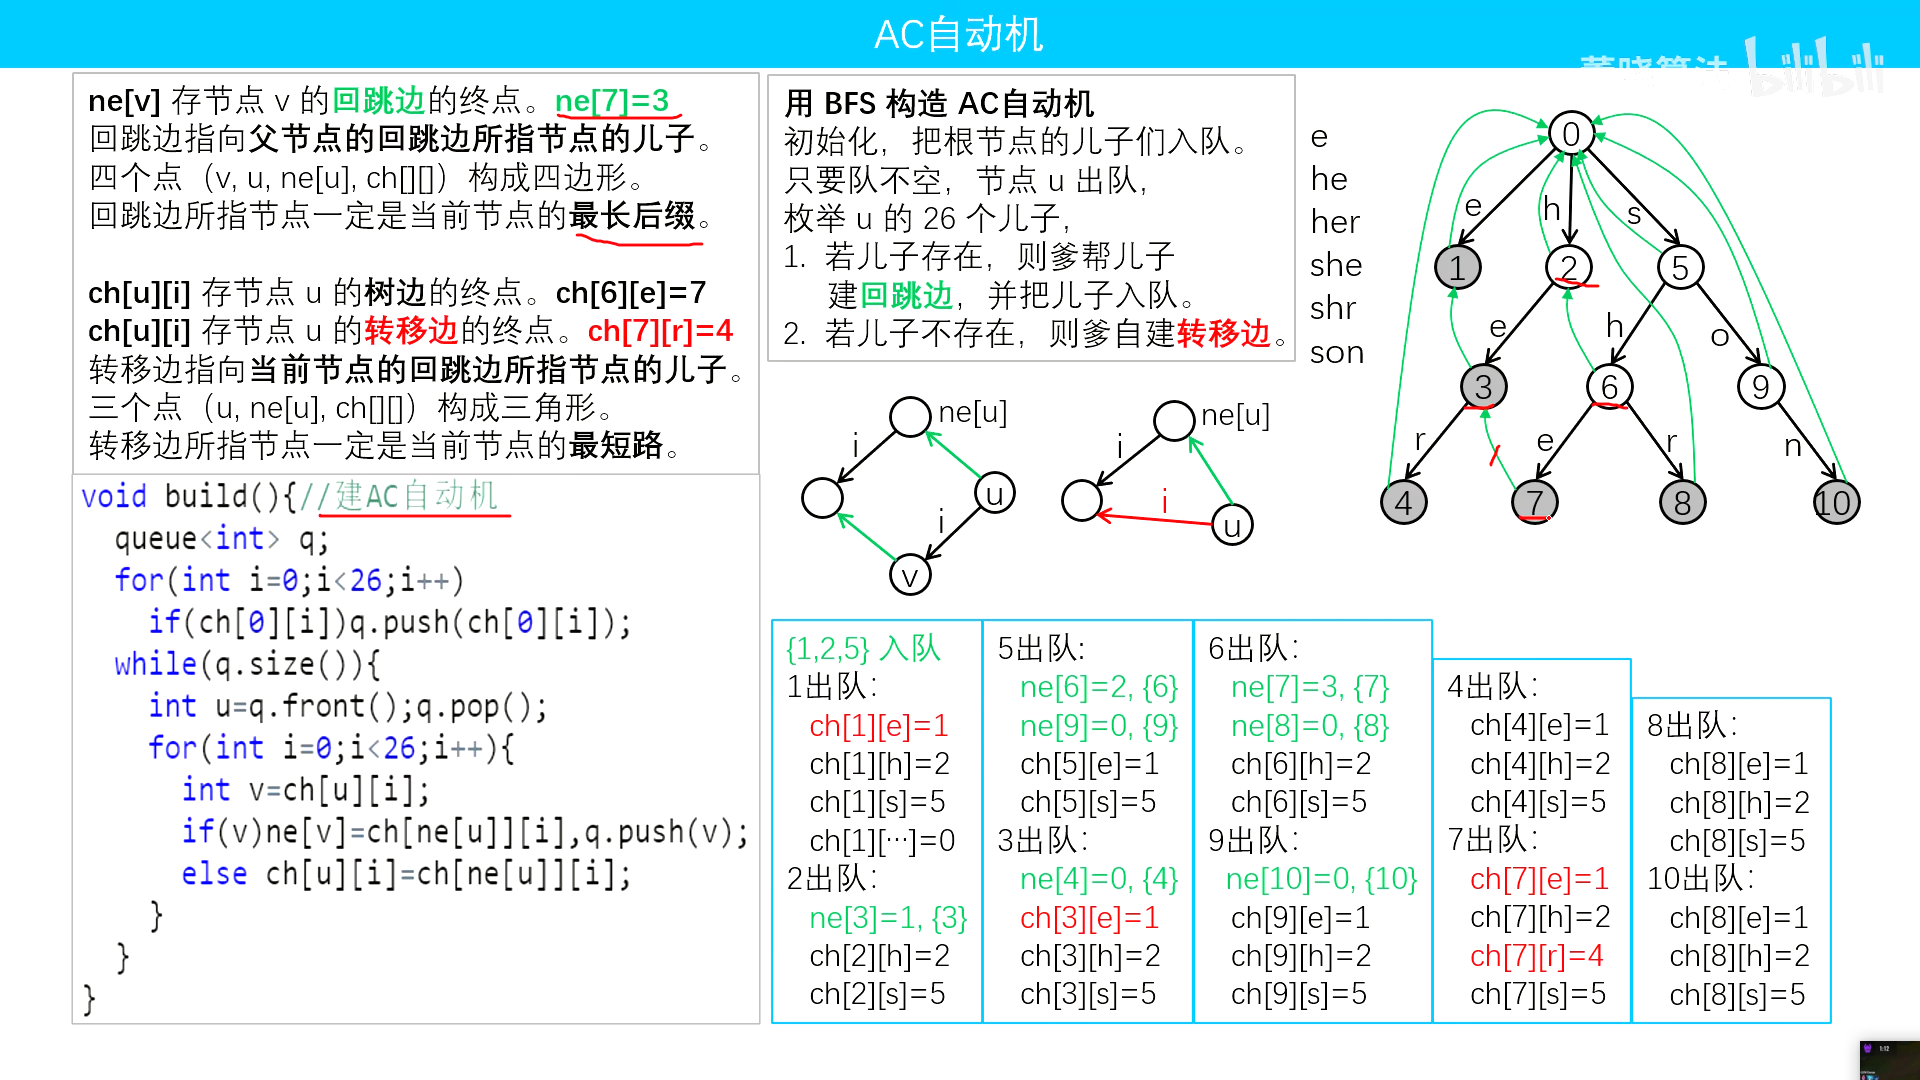 AC自动机
bilibili
ne[v] 存节点 v 的回跳边的终点。ne[7]=3
回跳边指向父节点的回跳边所指节点的儿子。
四个点（v, u, ne[u], ch[][]）构成四边形。
回跳边所指节点一定是当前节点的最长后缀。
ch[u][i] 存节点 u 的树边的终点。ch[6][e]=7
ch[u][i] 存节点 u 的转移边的终点。ch[7][r]=4
转移边指向当前节点的回跳边所指节点的儿子。
三个点（u, ne[u], ch[][]）构成三角形。
转移边所指节点一定是当前节点的最短路。
void build(){//建AC自动机
queue<int> q;
for(int i=0;i<26;i++)
if(ch[0][i])q.push(ch[0][i]);
while(q.size()){
int u=q.front();q.pop();
for(int i=0;i<26;i++){
int v=ch[u][i];
if(v)ne[v]=ch[ne[u]][i],q.push(v);
else ch[u][i]=ch[ne[u]][i];
}
}
}
用 BFS 构造 AC自动机
初始化，把根节点的儿子们入队。
只要队不空，节点 u 出队，
枚举 u 的 26 个儿子，
1. 若儿子存在，则爹帮儿子
建回跳边，并把儿子入队。
2. 若儿子不存在，则爹自建转移边。
ne[u]
i
u
i
v
ne[u]
i
i
u
e
he
her
she
shr
son
0
e
h
s
1
2
5
e
h
o
3
6
9
r
e
r
n
4
7
8
10
{1,2,5} 入队
1出队：
ch[1][e]=1
ch[1][h]=2
ch[1][s]=5
ch[1][…]=0
2出队：
ne[3]=1, {3}
ch[2][h]=2
ch[2][s]=5
5出队：
ne[6]=2, {6}
ne[9]=0, {9}
ch[5][e]=1
ch[5][s]=5
3出队：
ne[4]=0, {4}
ch[3][e]=1
ch[3][h]=2
ch[3][s]=5
6出队：
ne[7]=3, {7}
ne[8]=0, {8}
ch[6][h]=2
ch[6][s]=5
9出队：
ne[10]=0, {10}
ch[9][e]=1
ch[9][h]=2
ch[9][s]=5
4出队：
ch[4][e]=1
ch[4][h]=2
ch[4][s]=5
7出队：
ch[7][e]=1
ch[7][h]=2
ch[7][r]=4
ch[7][s]=5
8出队：
ch[8][e]=1
ch[8][h]=2
ch[8][s]=5
10出队：
ch[8][e]=1
ch[8][h]=2
ch[8][s]=5
1:12